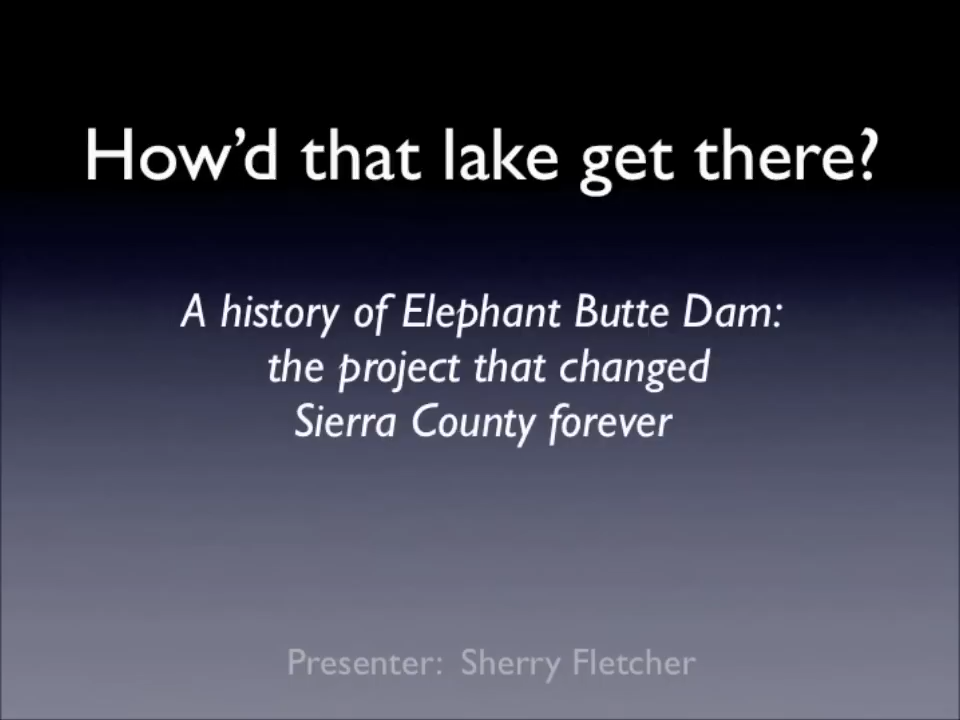 How’d that lake get there?
A history of Elephant Butte Dam:
the project that changed
Sierra County forever
Presenter: Sherry Fletcher